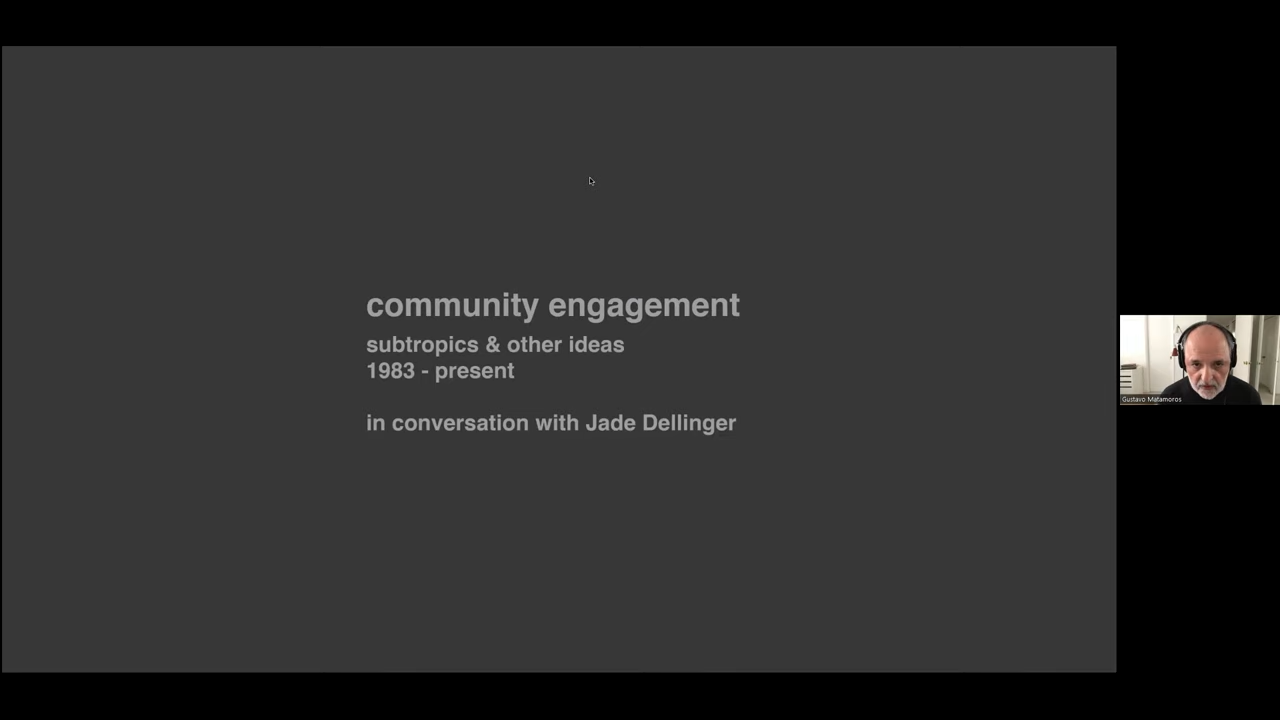 community engagement
subtropics & other ideas
1983 - present
in conversation with Jade Dellinger
Gustavo Matamoros